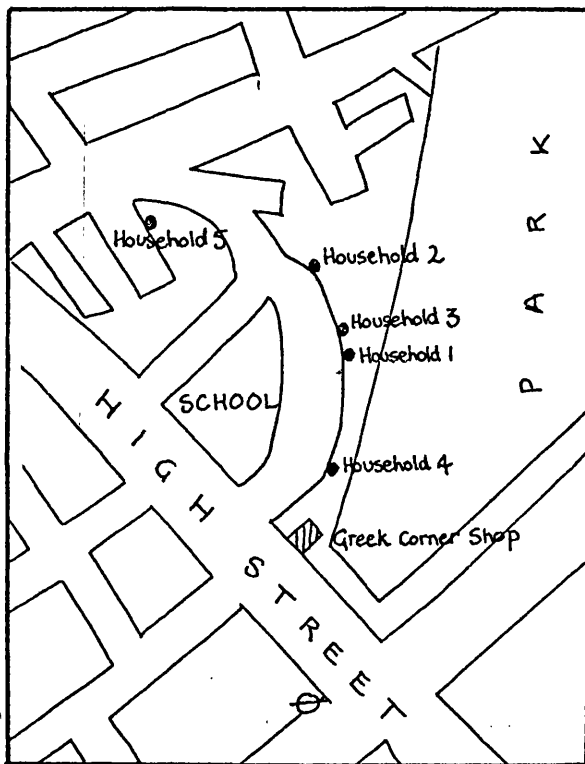 PARK
Household 5
Household 2
Household 3
Household 1
SCHOOL
HIGH STREET
Household 4
Greek Corner Shop